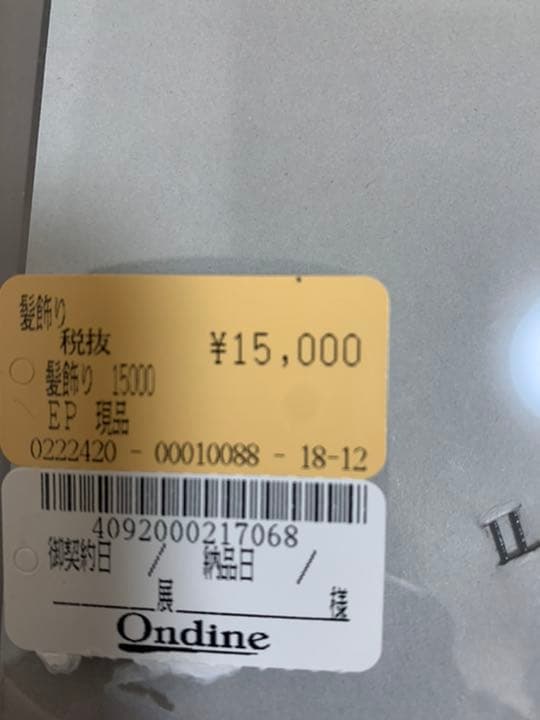 髪飾り
税抜 ¥15,000
髪飾り 15000
EP 現品
0222420 - 00010088 - 18-12
4092000217068
御契約日 / 納品日 /
展 様
Ondine